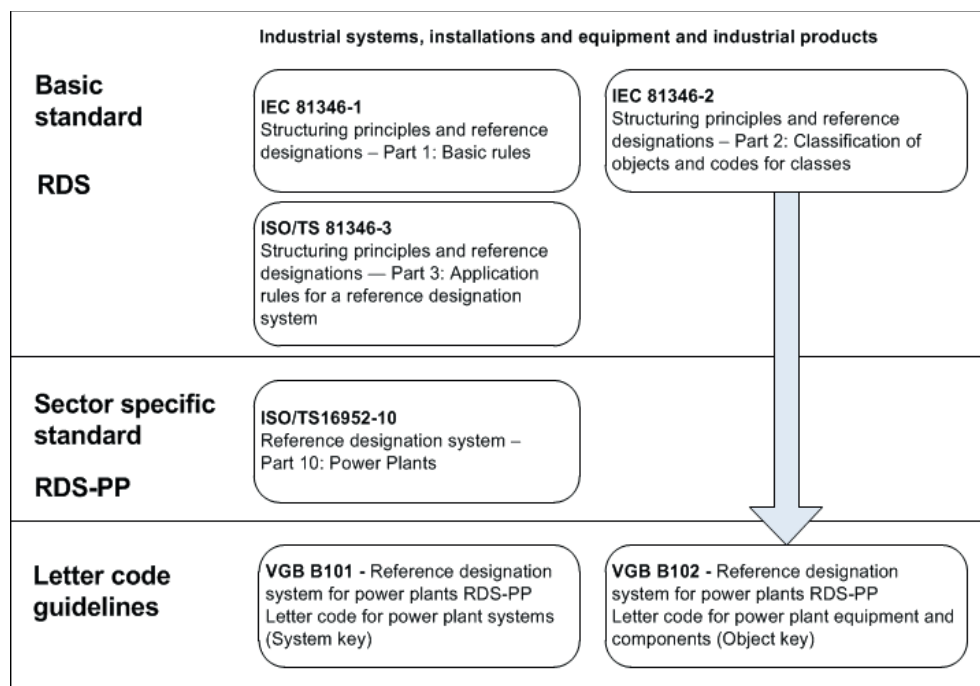 Industrial systems, installations and equipment and industrial products
Basic
standard
RDS
IEC 81346-1
Structuring principles and reference
designations – Part 1: Basic rules
IEC 81346-2
Structuring principles and reference
designations – Part 2: Classification of
objects and codes for classes
ISO/TS 81346-3
Structuring principles and reference
designations — Part 3: Application
rules for a reference designation
system
Sector specific
standard
RDS-PP
ISO/TS16952-10
Reference designation system –
Part 10: Power Plants
Letter code
guidelines
VGB B101 - Reference designation
system for power plants RDS-PP
Letter code for power plant systems
(System key)
VGB B102 - Reference designation
system for power plants RDS-PP
Letter code for power plant equipment and
components (Object key)